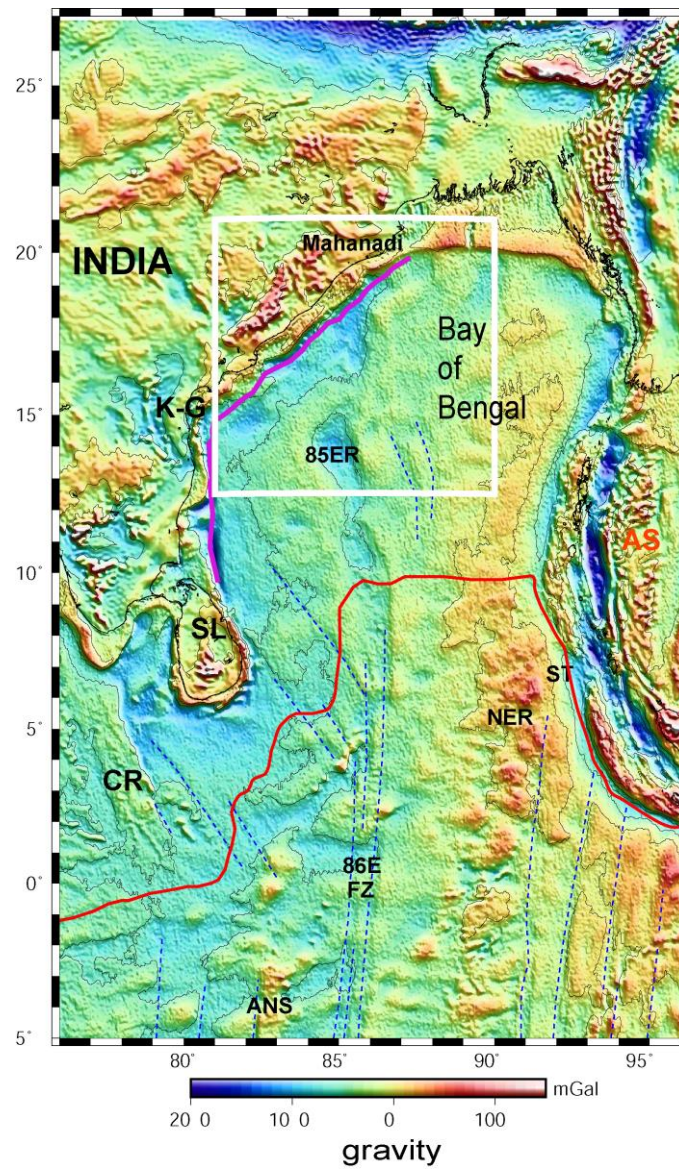 25°
20°
15°
10°
5°
0°
5°
Mahanadi
INDIA
Bay
of
Bengal
K-G
85ER
AS
SL
ST
NER
CR
86E
FZ
ANS
80°
85°
90°
95°
mGal
20 0
10 0
0
100
gravity